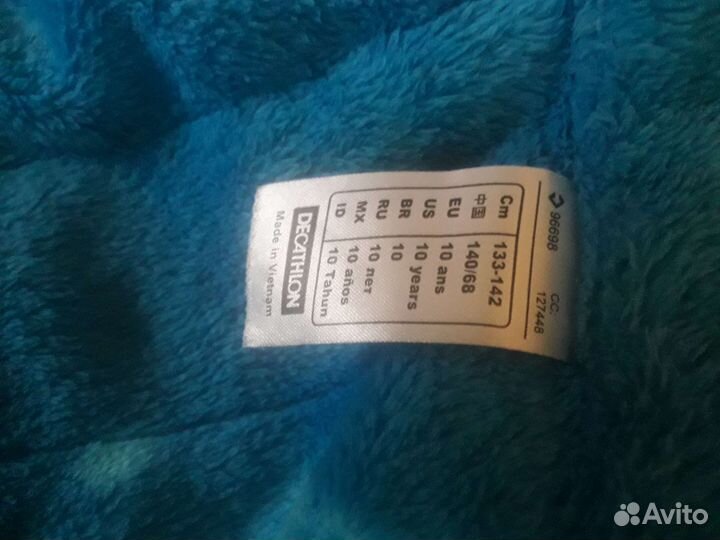 96698 CC: 127448
Cm 133-142
中国 140/68
EU 10 ans
US 10 years
BR 10
RU 10 лет
MX 10 años
ID 10 Tahun
DECATHLON
Made in Vietnam
Avito